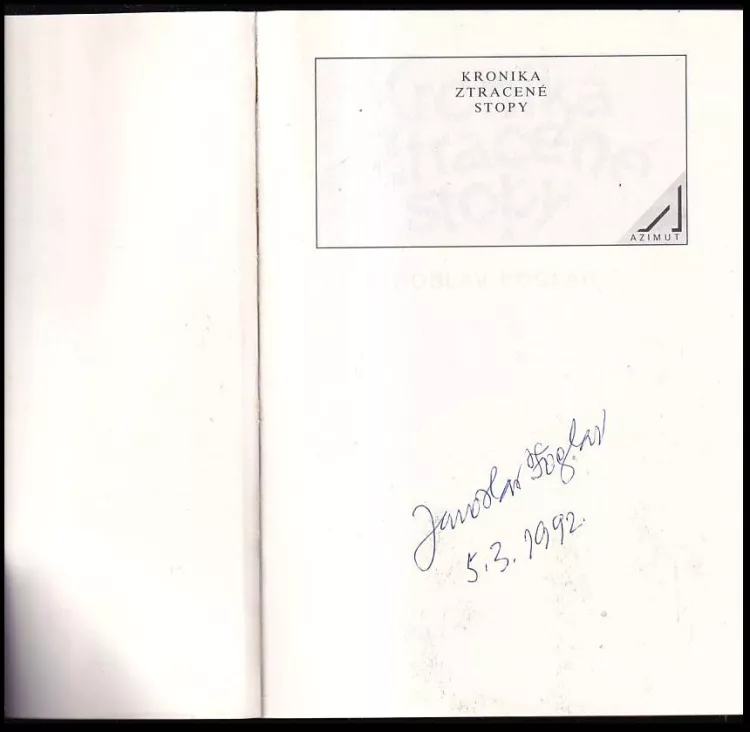 KRONIKA
ZTRACENÉ
STOPY
AZIMUT
Jaroslav Foglar
5.3.1992.